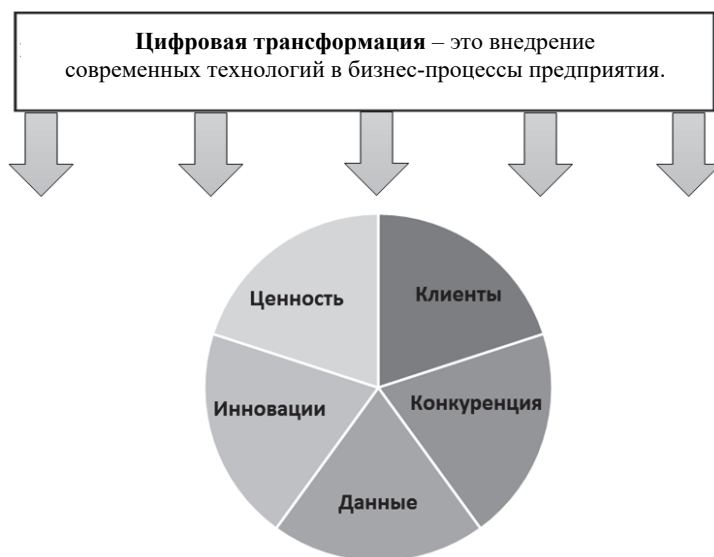 Цифровая трансформация – это внедрение
современных технологий в бизнес-процессы предприятия.
Ценность
Клиенты
Инновации
Конкуренция
Данные